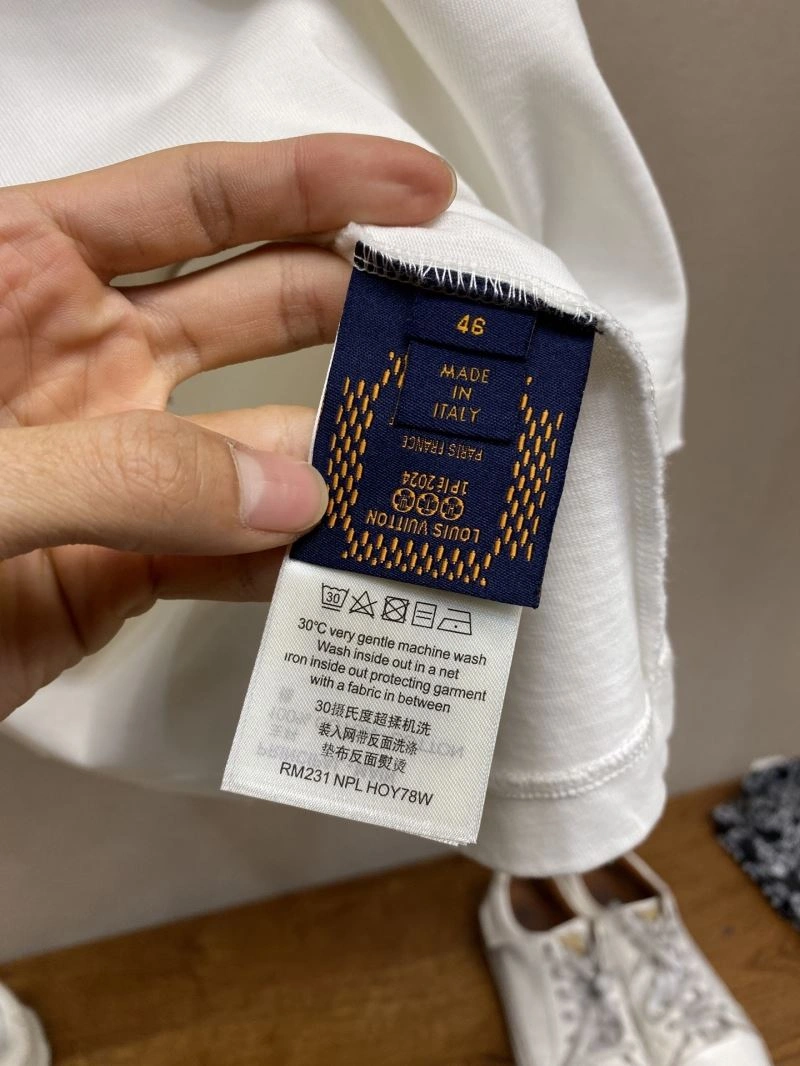 46
MADE
IN
ITALY
PARIS FRANCE
1Plé 2024
LOUIS VUITTON
30
30°C very gentle machine wash
Wash inside out in a net
iron inside out protecting garment
with a fabric in between
30摄氏度超揉机洗
装入网带反面洗涤
垫布反面熨烫
RM231 NPL HOY78W